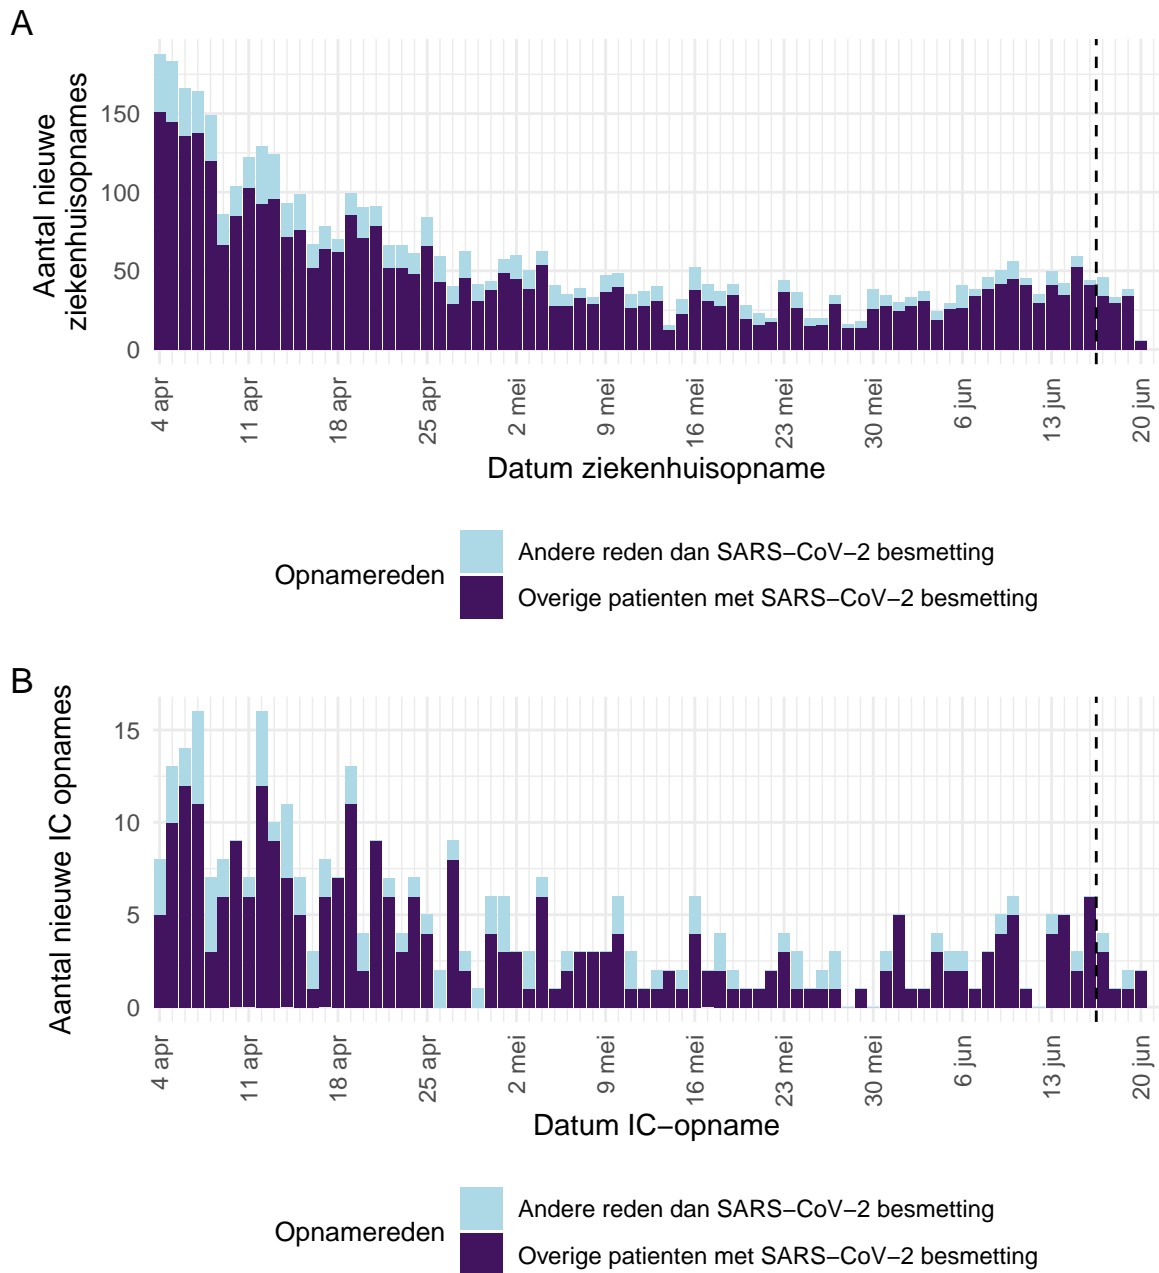 A
Aantal nieuwe
ziekenhuisopnames
150
100
50
0
4 apr
11 apr
18 apr
25 apr
2 mei
9 mei
16 mei
23 mei
30 mei
6 jun
13 jun
20 jun
Datum ziekenhuisopname
Opnamereden
Andere reden dan SARS−CoV−2 besmetting
Overige patienten met SARS−CoV−2 besmetting
B
Aantal nieuwe IC opnames
15
10
5
0
4 apr
11 apr
18 apr
25 apr
2 mei
9 mei
16 mei
23 mei
30 mei
6 jun
13 jun
20 jun
Datum IC−opname
Opnamereden
Andere reden dan SARS−CoV−2 besmetting
Overige patienten met SARS−CoV−2 besmetting